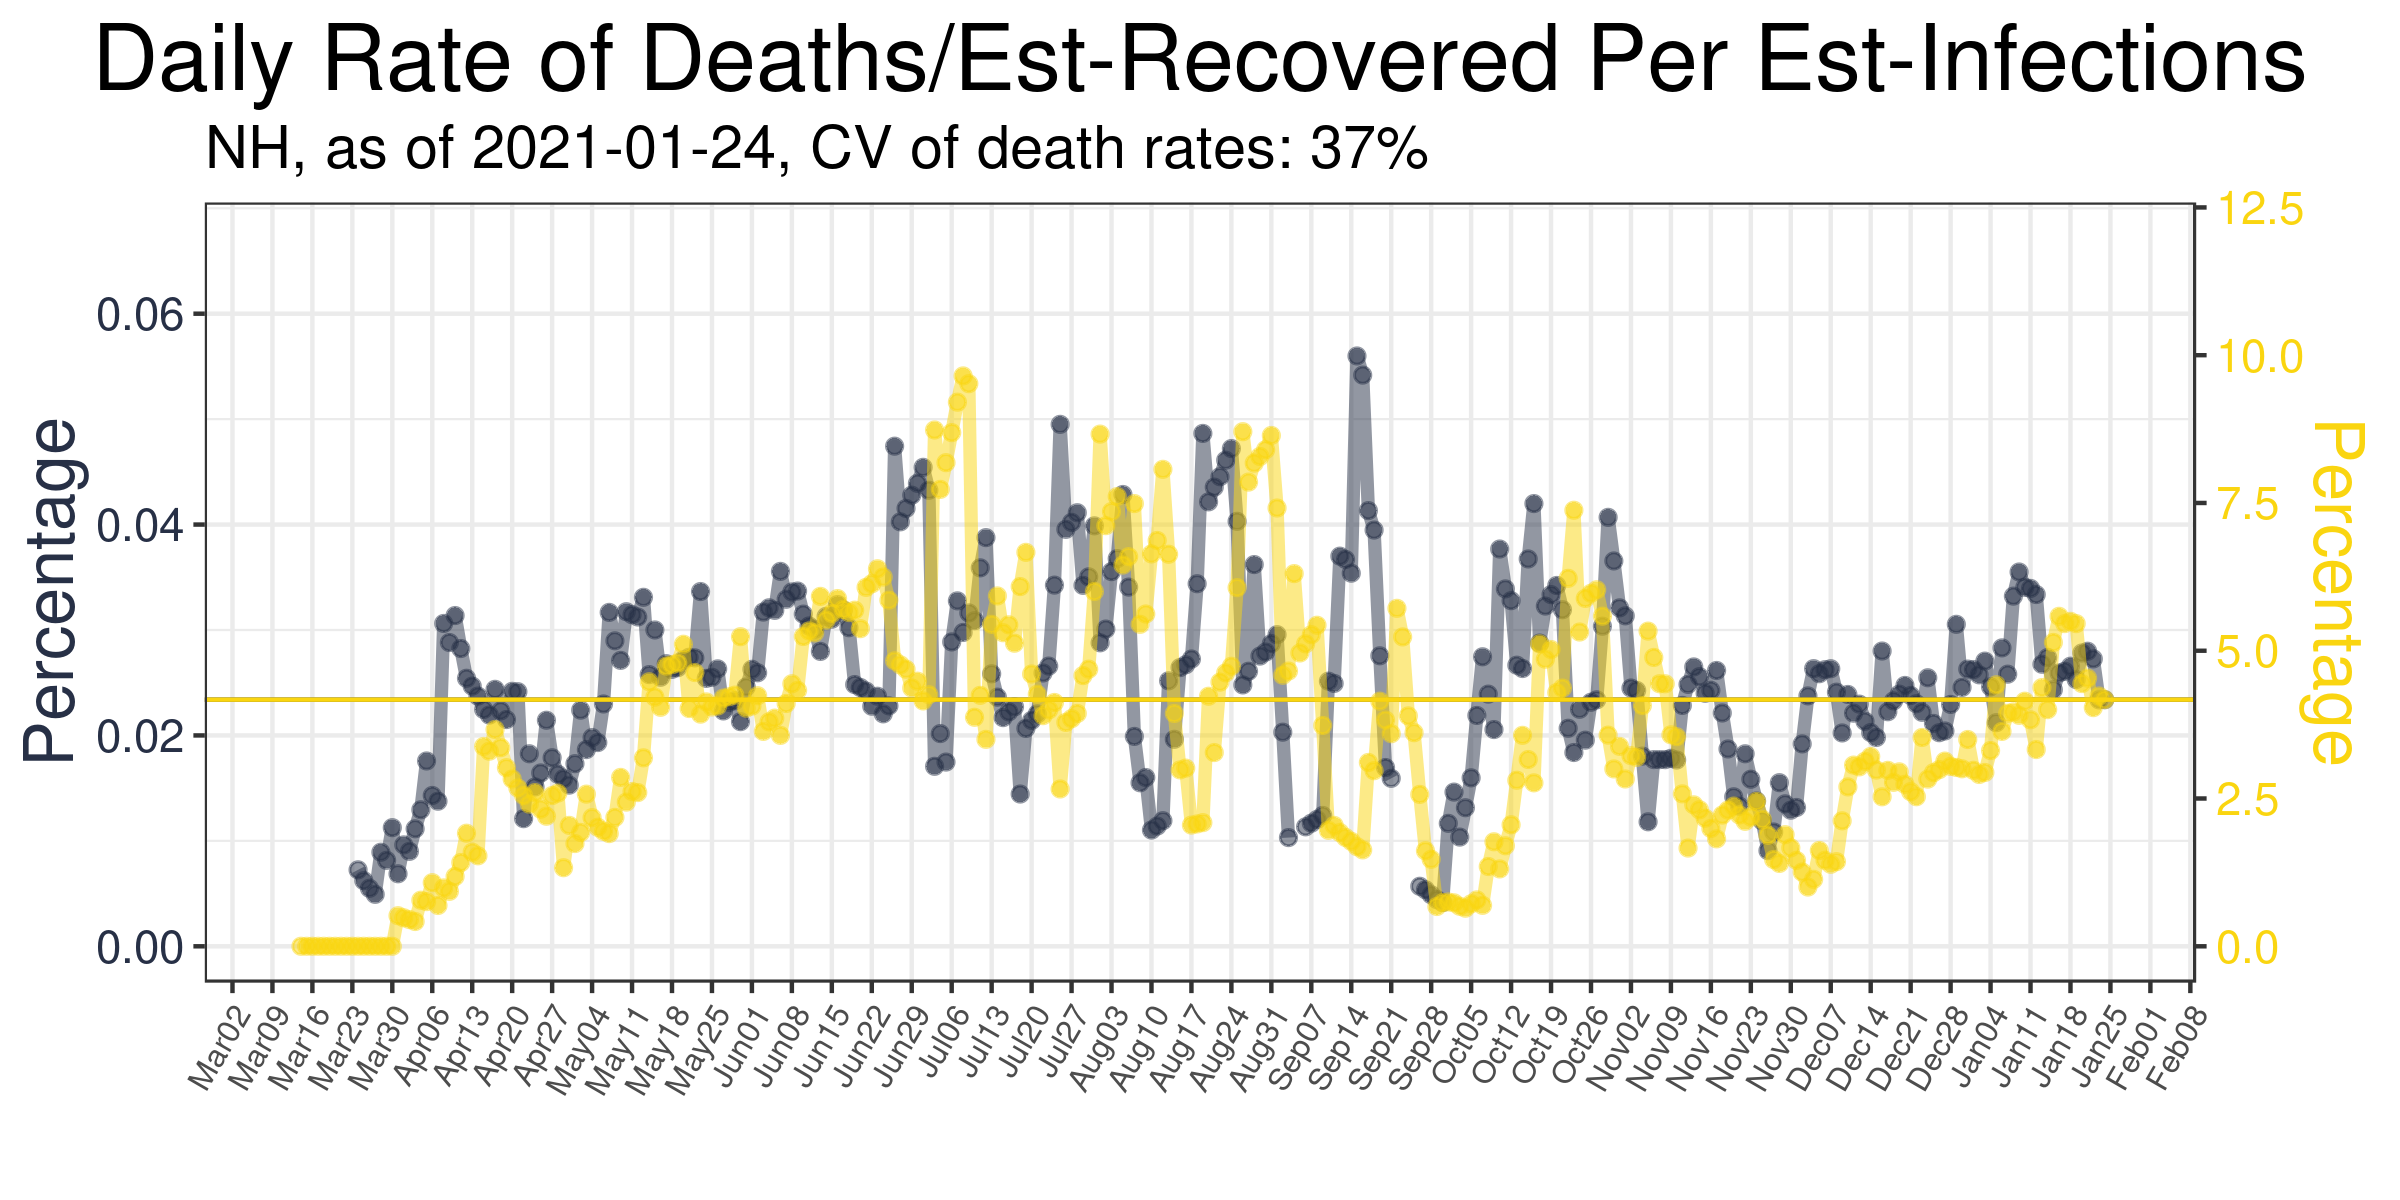 Daily Rate of Deaths/Est-Recovered Per Est-Infections
NH, as of 2021-01-24, CV of death rates: 37%
Percentage
0.06
0.04
0.02
0.00
12.5
10.0
7.5
5.0
2.5
0.0
Percentage
Mar02
Mar09
Mar16
Mar23
Mar30
Apr06
Apr13
Apr20
Apr27
May04
May11
May18
May25
Jun01
Jun08
Jun15
Jun22
Jun29
Jul06
Jul13
Jul20
Jul27
Aug03
Aug10
Aug17
Aug24
Aug31
Sep07
Sep14
Sep21
Sep28
Oct05
Oct12
Oct19
Oct26
Nov02
Nov09
Nov16
Nov23
Nov30
Dec07
Dec14
Dec21
Dec28
Jan04
Jan11
Jan18
Jan25
Feb01
Feb08